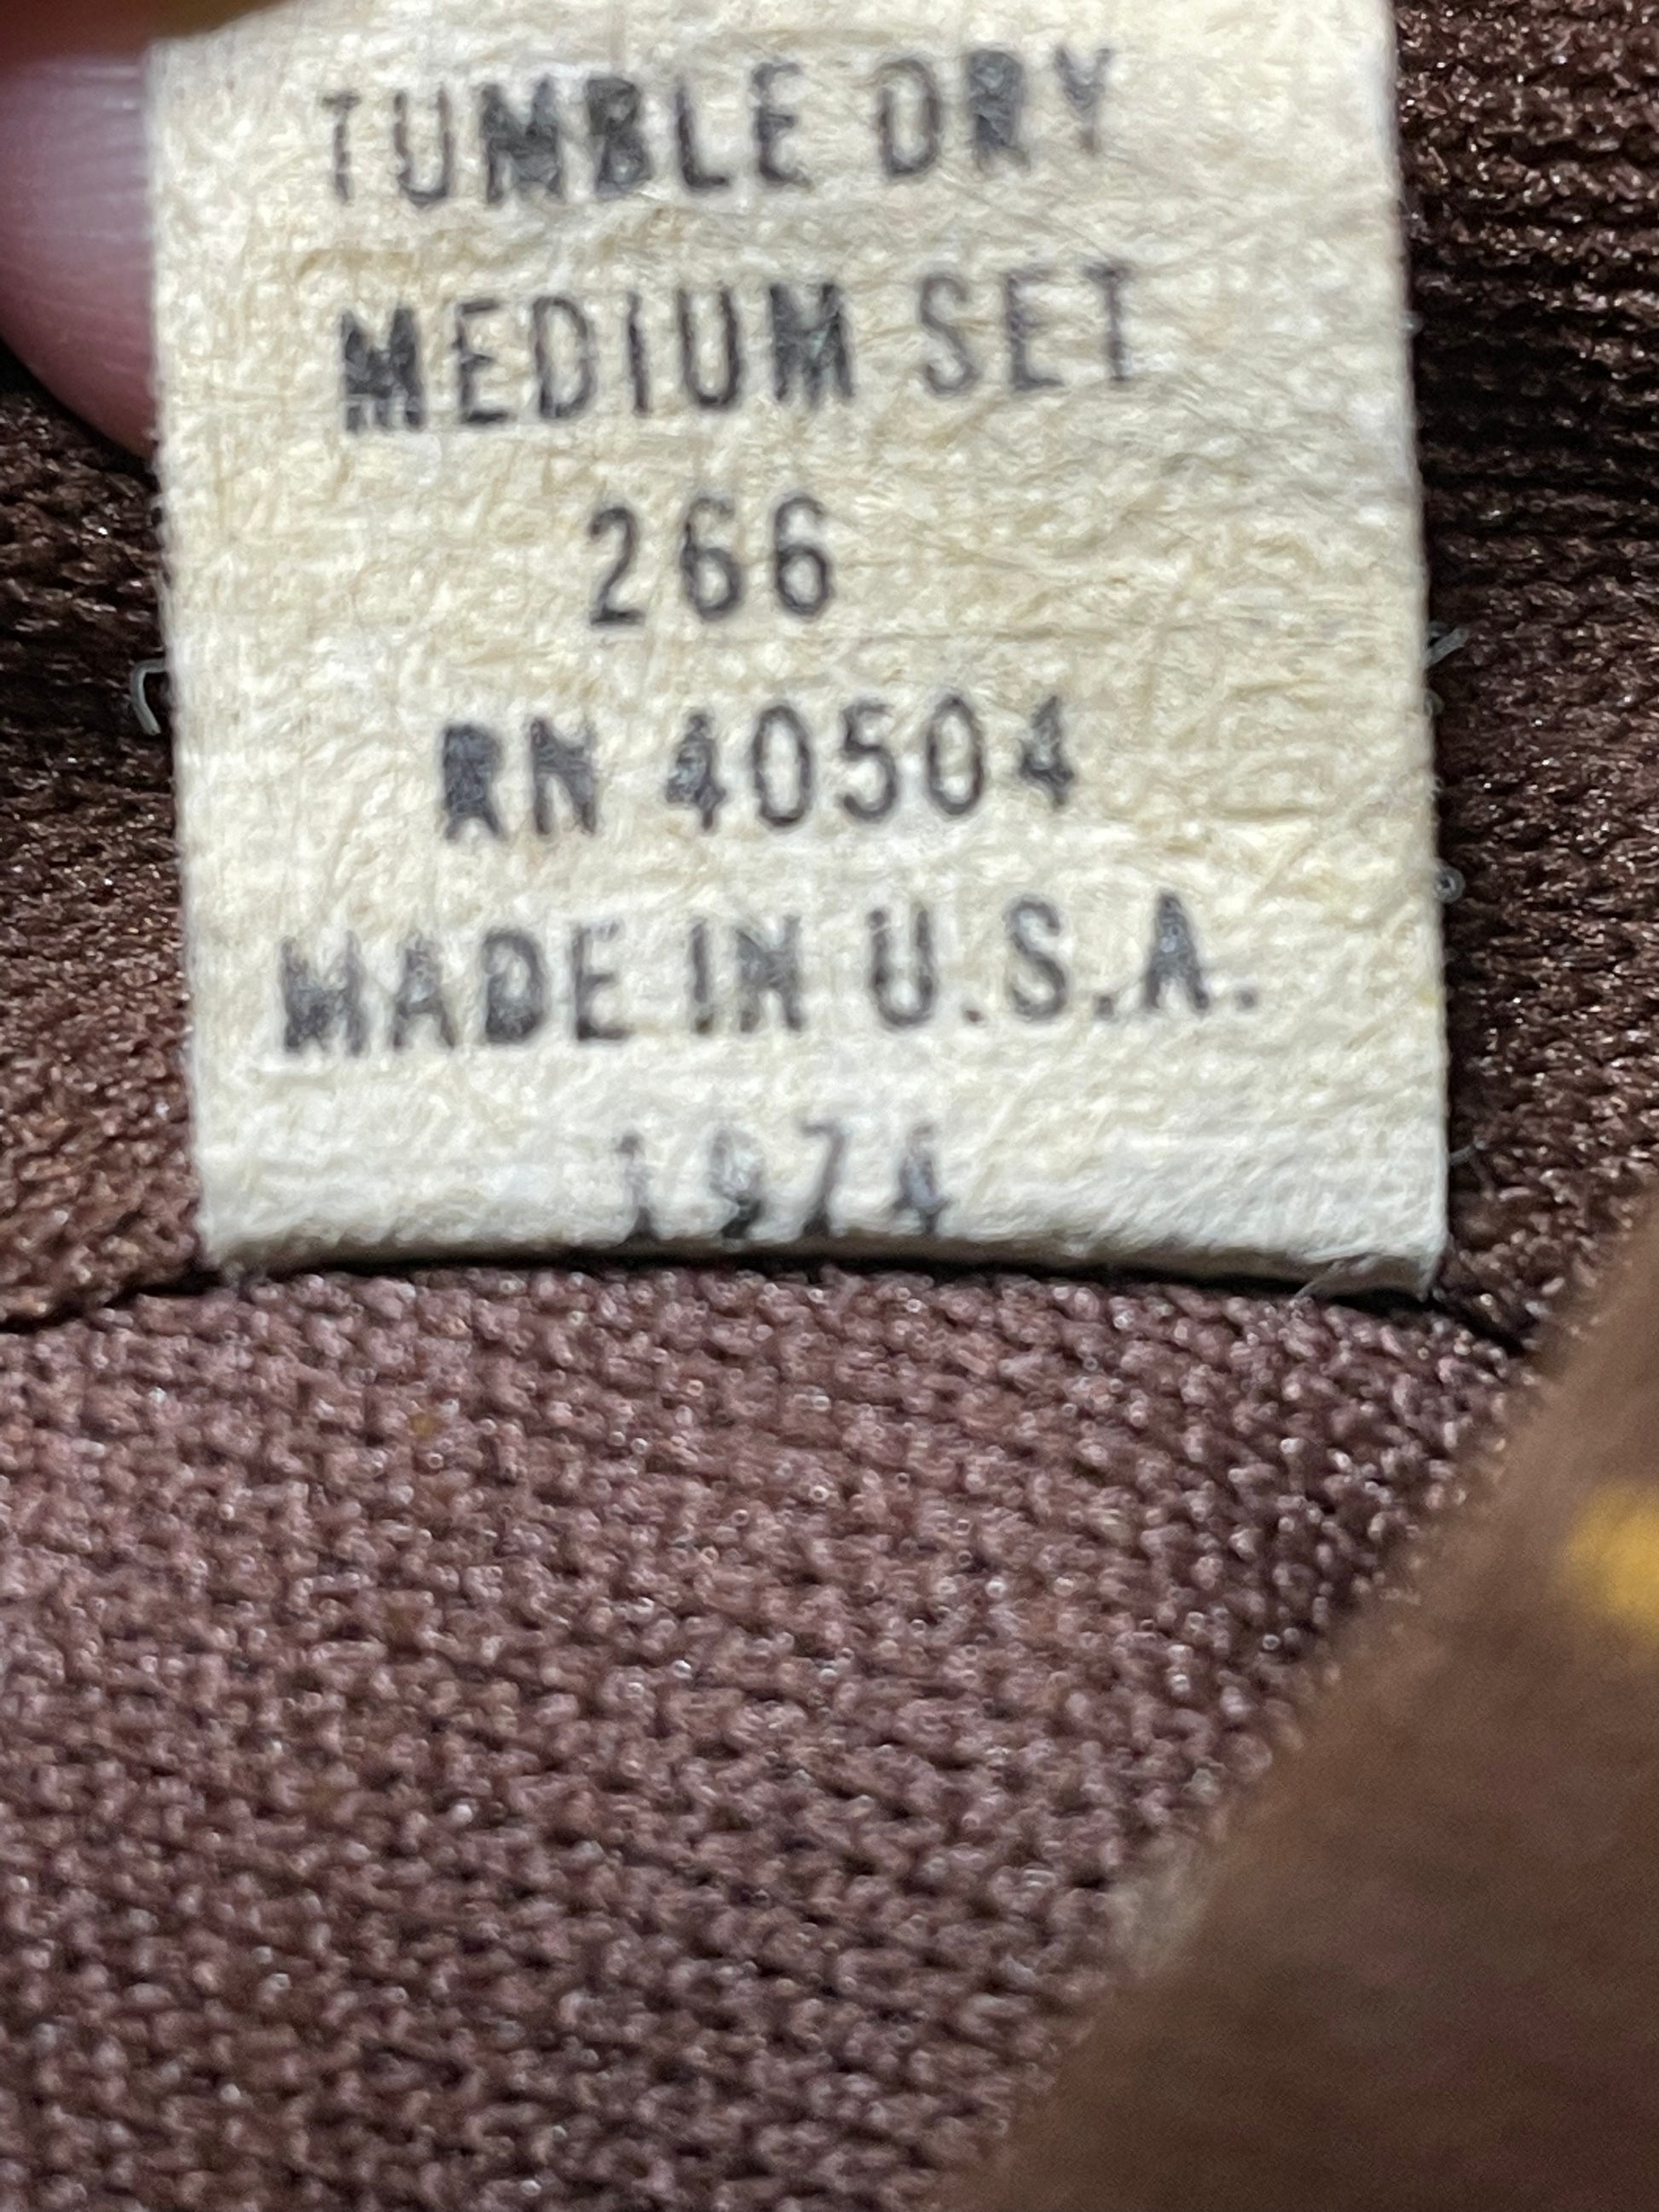 TUMBLE DRY
MEDIUM SET
266
RN 40504
MADE IN U.S.A.